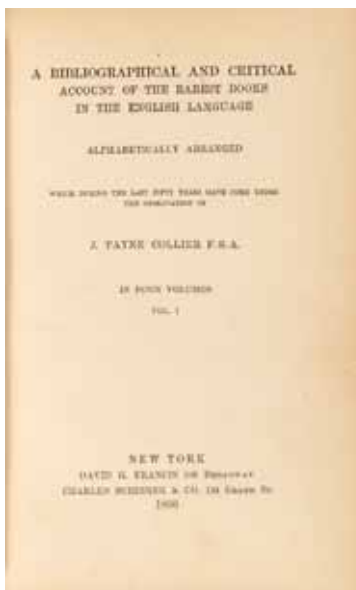 A BIBLIOGRAPHICAL AND CRITICAL
ACCOUNT OF THE RAREST BOOKS
IN THE ENGLISH LANGUAGE
ALPHABETICALLY ARRANGED
WHICH DURING THE LAST FIFTY YEARS HAVE COME UNDER
THE OBSERVATION OF
J. PAYNE COLLIER F.S.A.
IN FOUR VOLUMES
VOL. I
NEW YORK
DAVID G. FRANCIS 506 BROADWAY
CHARLES SCRIBNER & CO. 124 GRAND ST.
1866